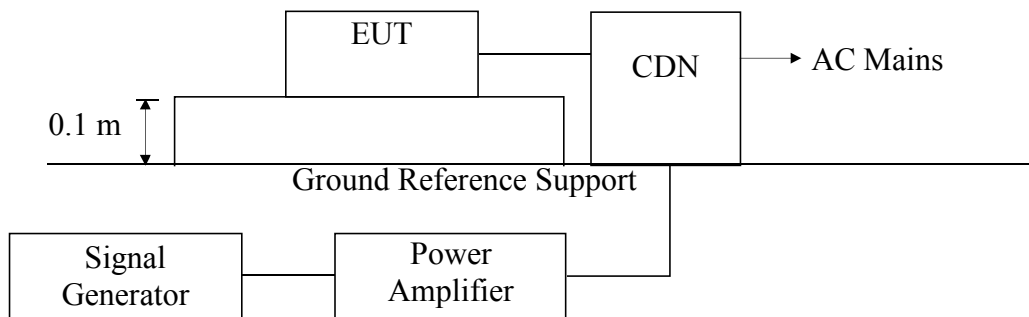 EUT
CDN
AC Mains
0.1 m
Ground Reference Support
Signal
Generator
Power
Amplifier